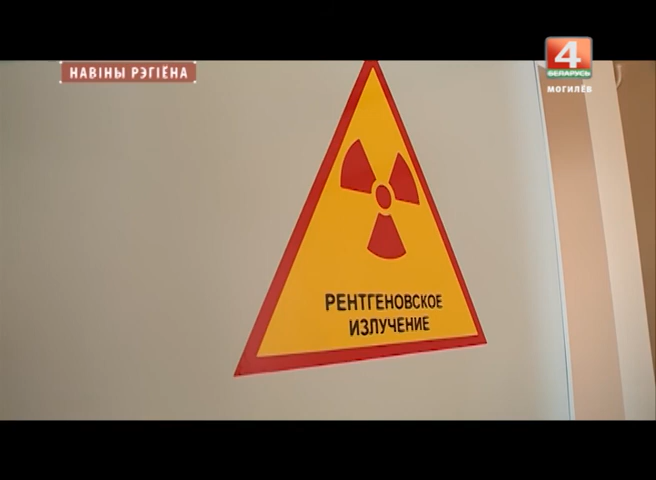 НАВІНЫ РЭГІЁНА
4
БЕЛАРУСЬ
МОГИЛЁВ
РЕНТГЕНОВСКОЕ
ИЗЛУЧЕНИЕ